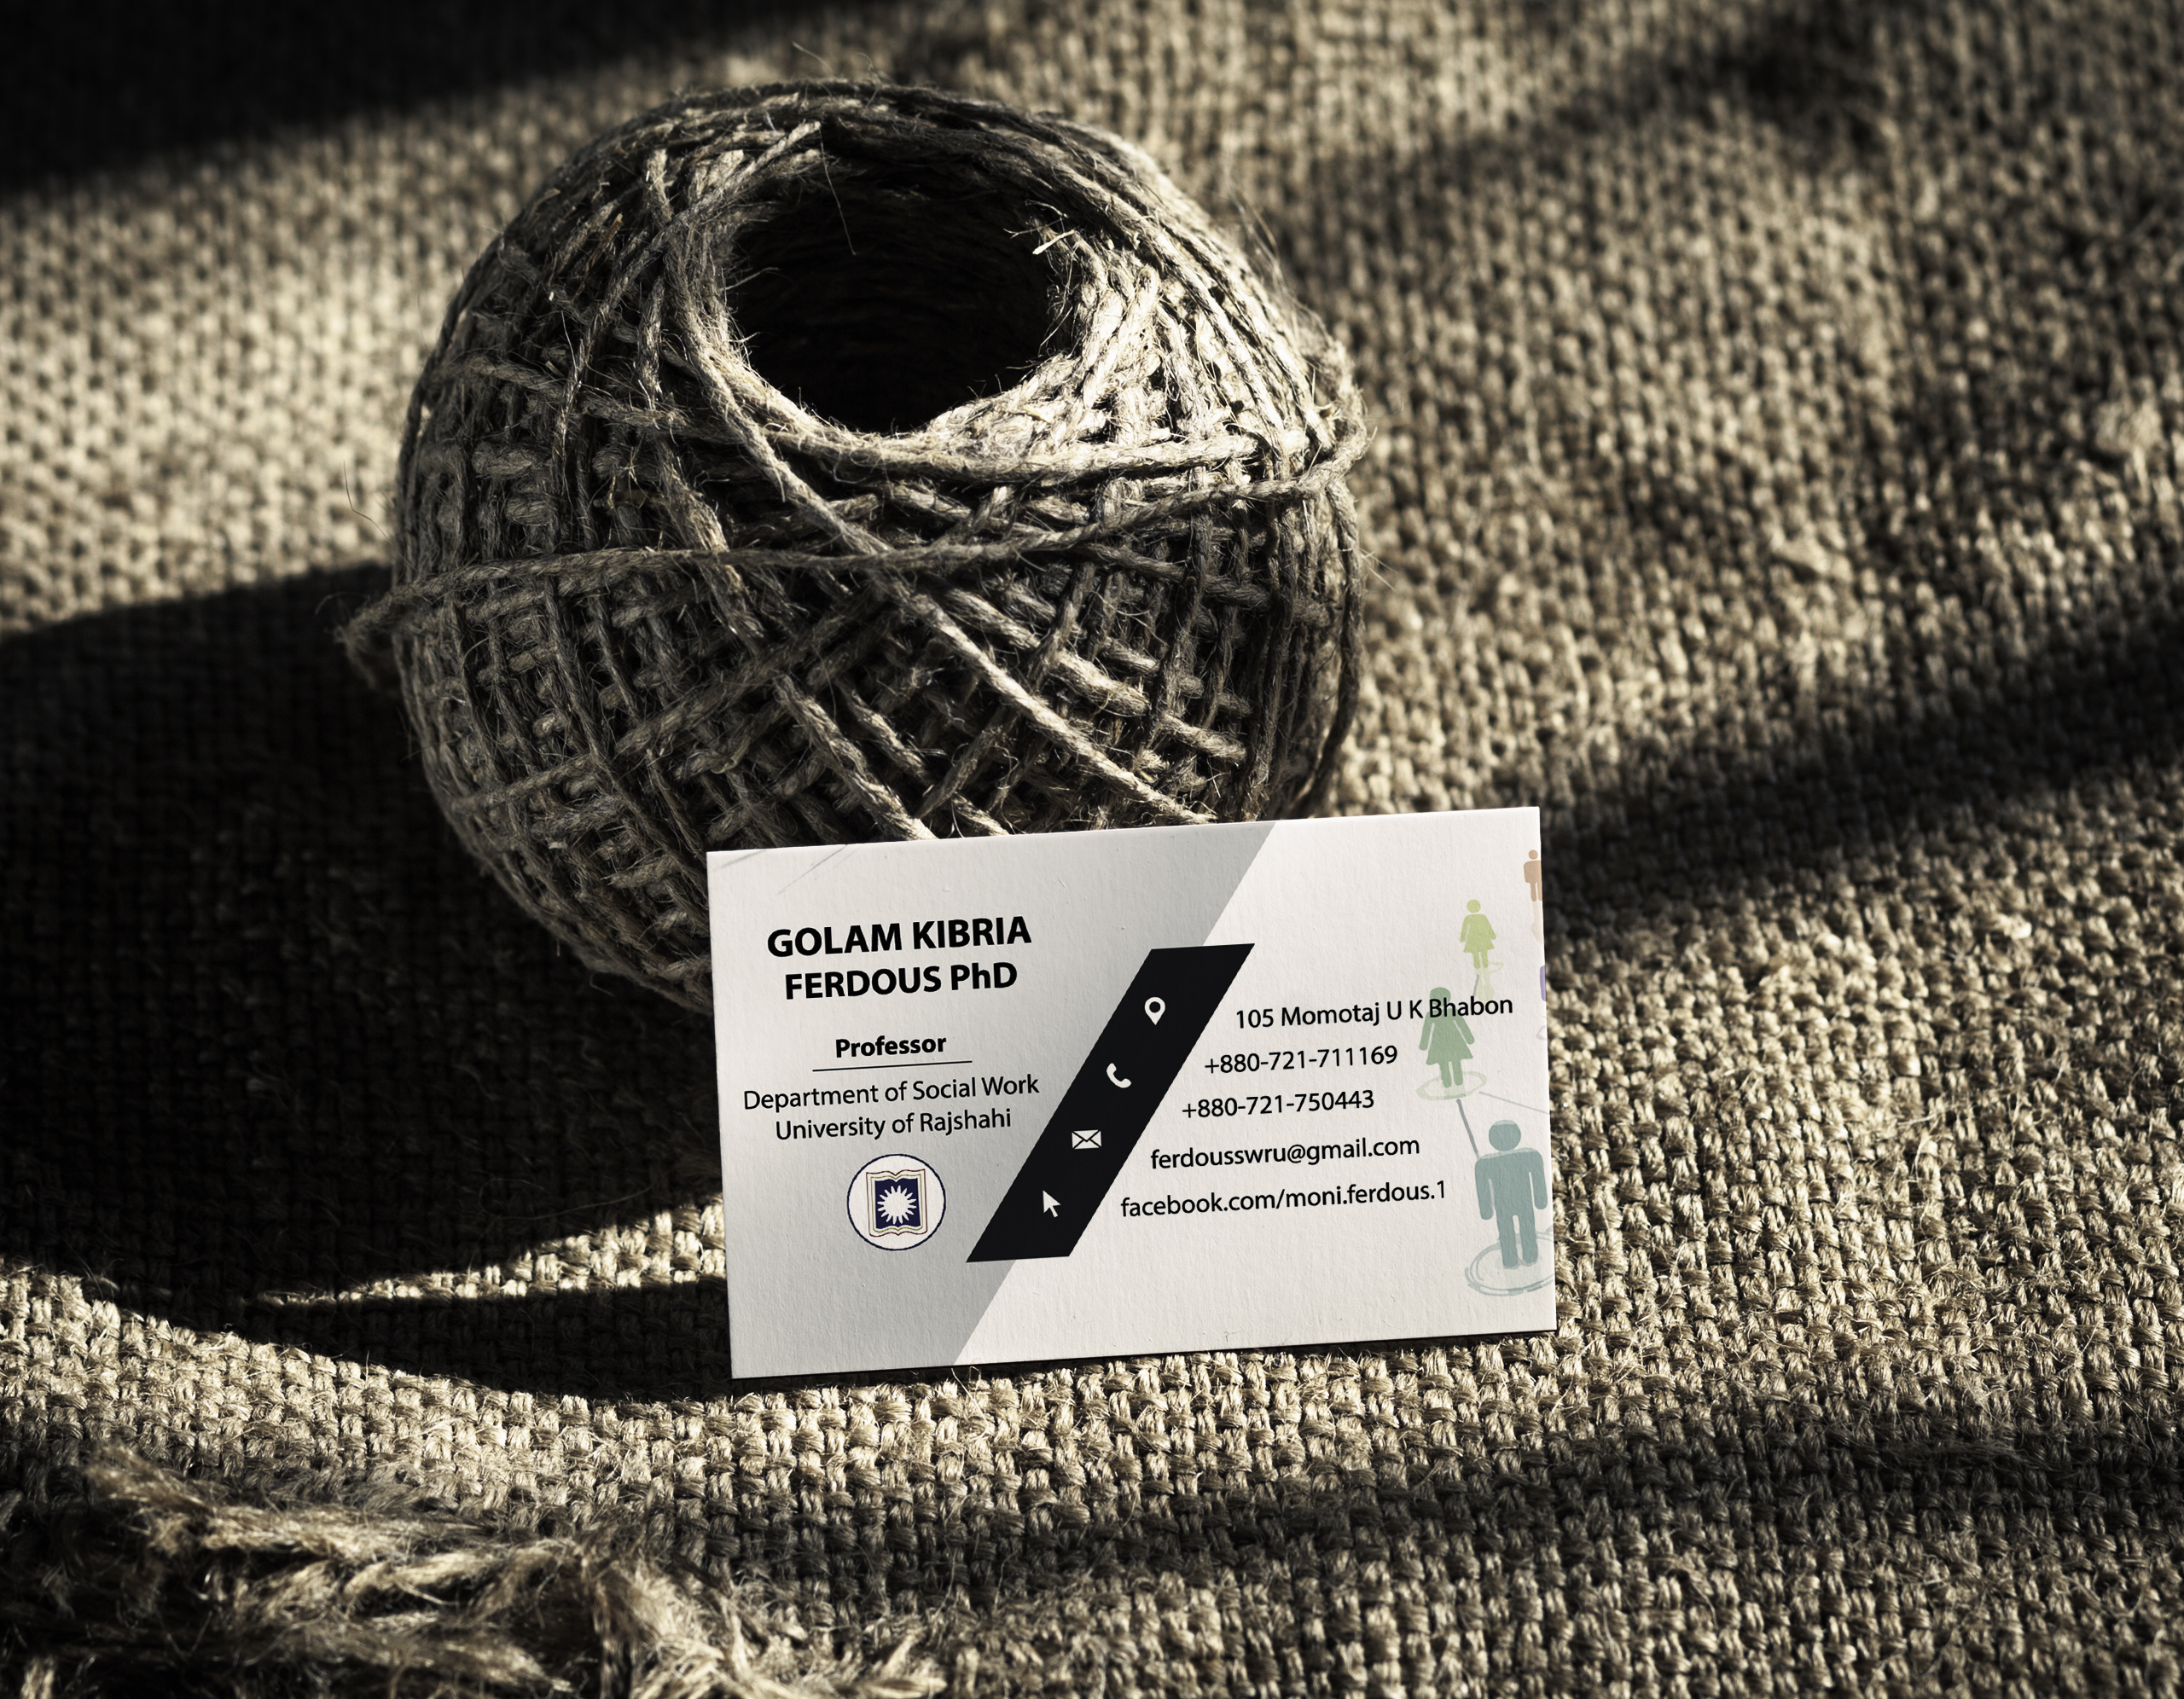 GOLAM KIBRIA
FERDOUS PhD
Professor
Department of Social Work
University of Rajshahi
105 Momotaj U K Bhabon
+880-721-711169
+880-721-750443
ferdousswru@gmail.com
facebook.com/moni.ferdous.1